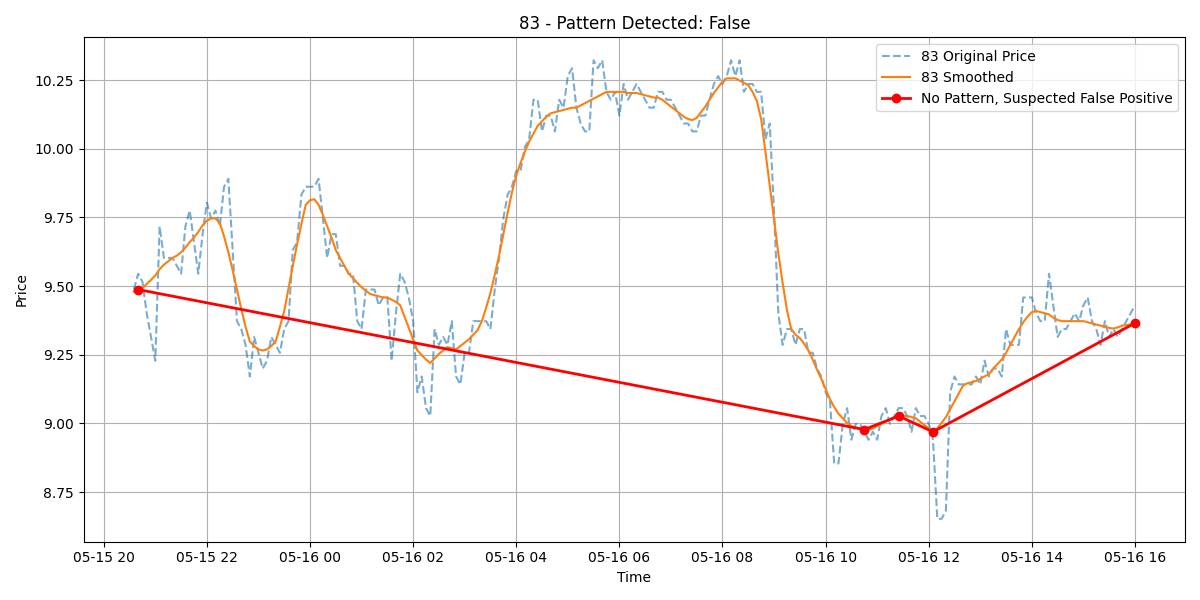 83 - Pattern Detected: False
83 Original Price
83 Smoothed
No Pattern, Suspected False Positive
Price
10.25
10.00
9.75
9.50
9.25
9.00
8.75
05-15 20 05-15 22 05-16 00 05-16 02 05-16 04 05-16 06 05-16 08 05-16 10 05-16 12 05-16 14 05-16 16
Time